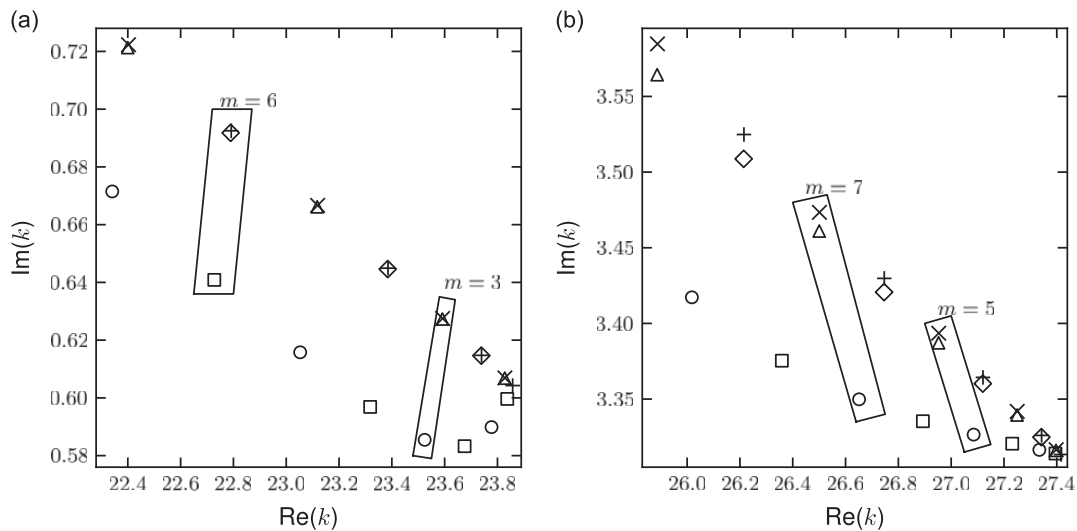 (a)
0.72
0.70
0.68
0.66
0.64
0.62
0.60
0.58
Im(k)
m = 6
m = 3
22.4 22.6 22.8 23.0 23.2 23.4 23.6 23.8
Re(k)
(b)
3.55
3.50
3.45
3.40
3.35
Im(k)
m = 7
m = 5
26.0 26.2 26.4 26.6 26.8 27.0 27.2 27.4
Re(k)